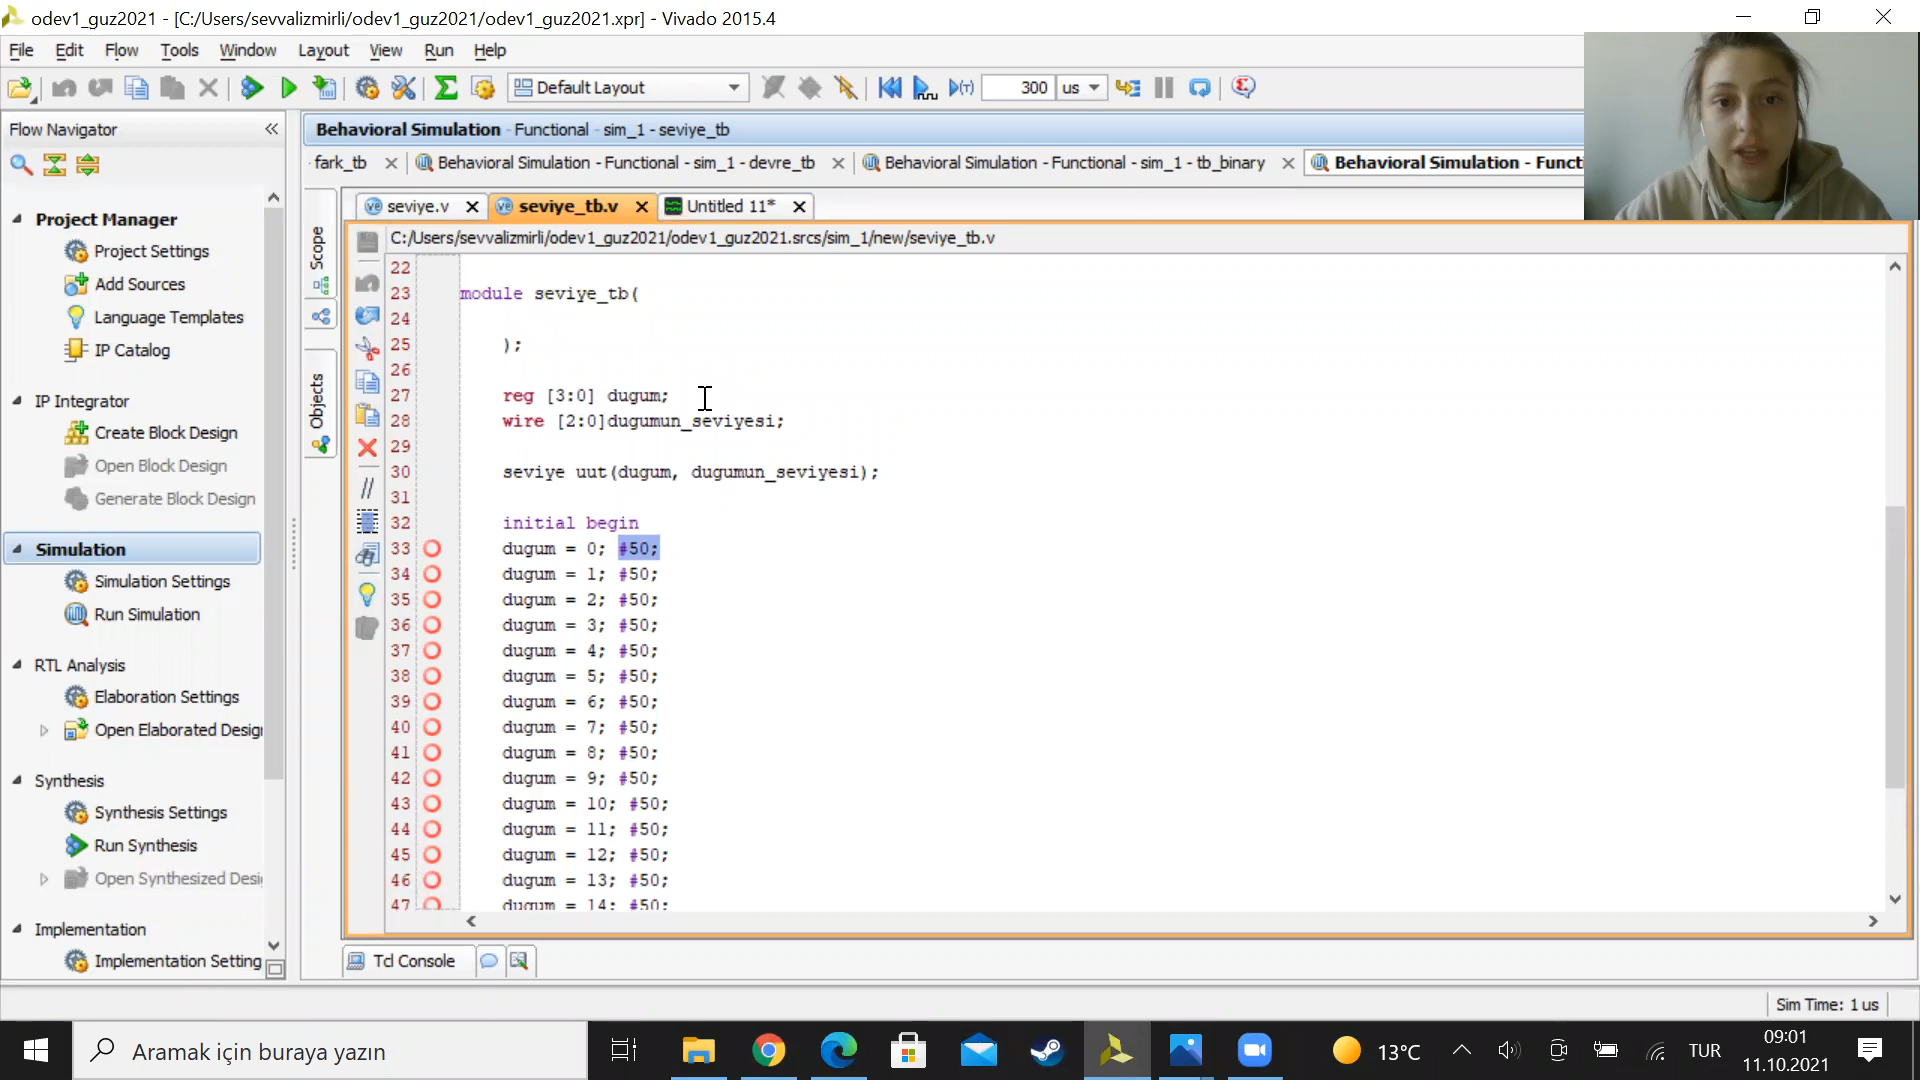 odev1_guz2021 - [C:/Users/sevvalizmirli/odev1_guz2021/odev1_guz2021.xpr] - Vivado 2015.4
File Edit Flow Tools Window Layout View Run Help
Default Layout 300 us
Flow Navigator
Behavioral Simulation - Functional - sim_1 - seviye_tb
fark_tb Behavioral Simulation - Functional - sim_1 - devre_tb Behavioral Simulation - Functional - sim_1 - tb_binary Behavioral Simulation - Functi
seviye.v seviye_tb.v Untitled 11*
C:/Users/sevvalizmirli/odev1_guz2021/odev1_guz2021.srcs/sim_1/new/seviye_tb.v
Project Manager
Project Settings
Add Sources
Language Templates
IP Catalog
IP Integrator
Create Block Design
Open Block Design
Generate Block Design
Simulation
Simulation Settings
Run Simulation
RTL Analysis
Elaboration Settings
Open Elaborated Design
Synthesis
Synthesis Settings
Run Synthesis
Open Synthesized Desi
Implementation
Implementation Setting
Scope
Objects
22
23 module seviye_tb(
24
25 );
26
27 reg [3:0] dugum;
28 wire [2:0]dugumun_seviyesi;
29
30 seviye uut(dugum, dugumun_seviyesi);
31
32 initial begin
33 dugum = 0; #50;
34 dugum = 1; #50;
35 dugum = 2; #50;
36 dugum = 3; #50;
37 dugum = 4; #50;
38 dugum = 5; #50;
39 dugum = 6; #50;
40 dugum = 7; #50;
41 dugum = 8; #50;
42 dugum = 9; #50;
43 dugum = 10; #50;
44 dugum = 11; #50;
45 dugum = 12; #50;
46 dugum = 13; #50;
47 dugum = 14; #50;
Tcl Console
Sim Time: 1 us
Aramak için buraya yazın
13°C TUR
09:01
11.10.2021